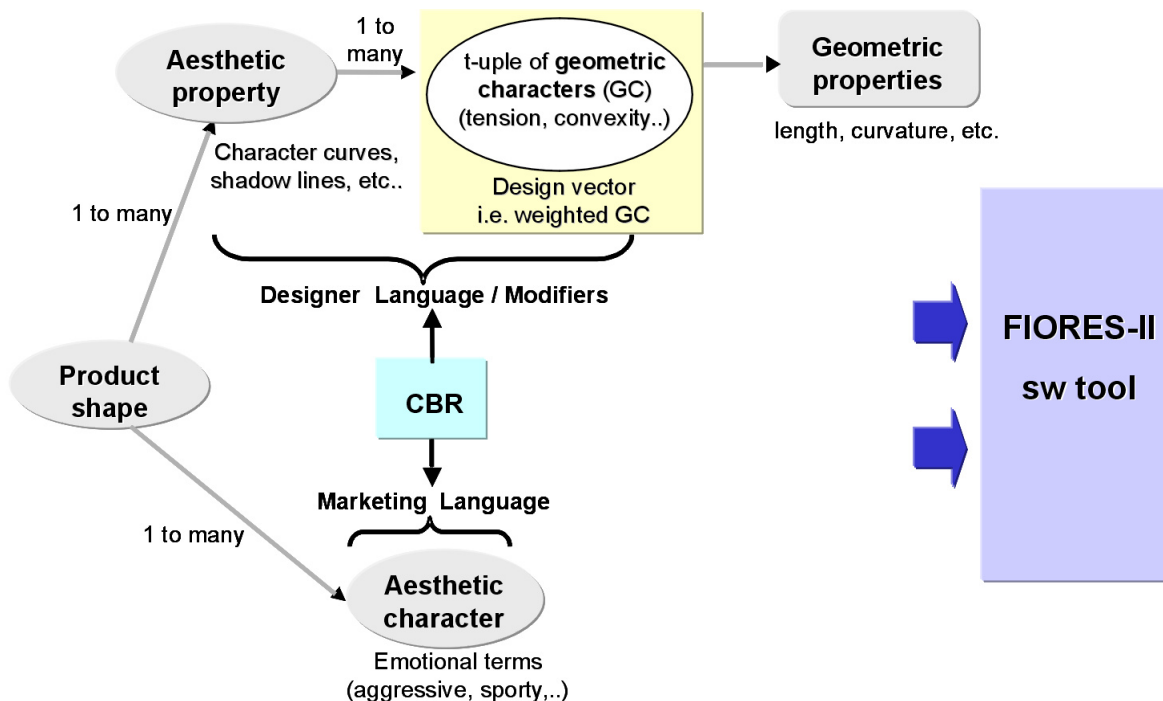 1 to
many
Aesthetic
property
t-uple of geometric
characters (GC)
(tension, convexity..)
Geometric
properties
length, curvature, etc.
Character curves,
shadow lines, etc..
Design vector
i.e. weighted GC
1 to many
Designer Language / Modifiers
FIORES-II
sw tool
Product
shape
CBR
Marketing Language
1 to many
Aesthetic
character
Emotional terms
(aggressive, sporty,..)